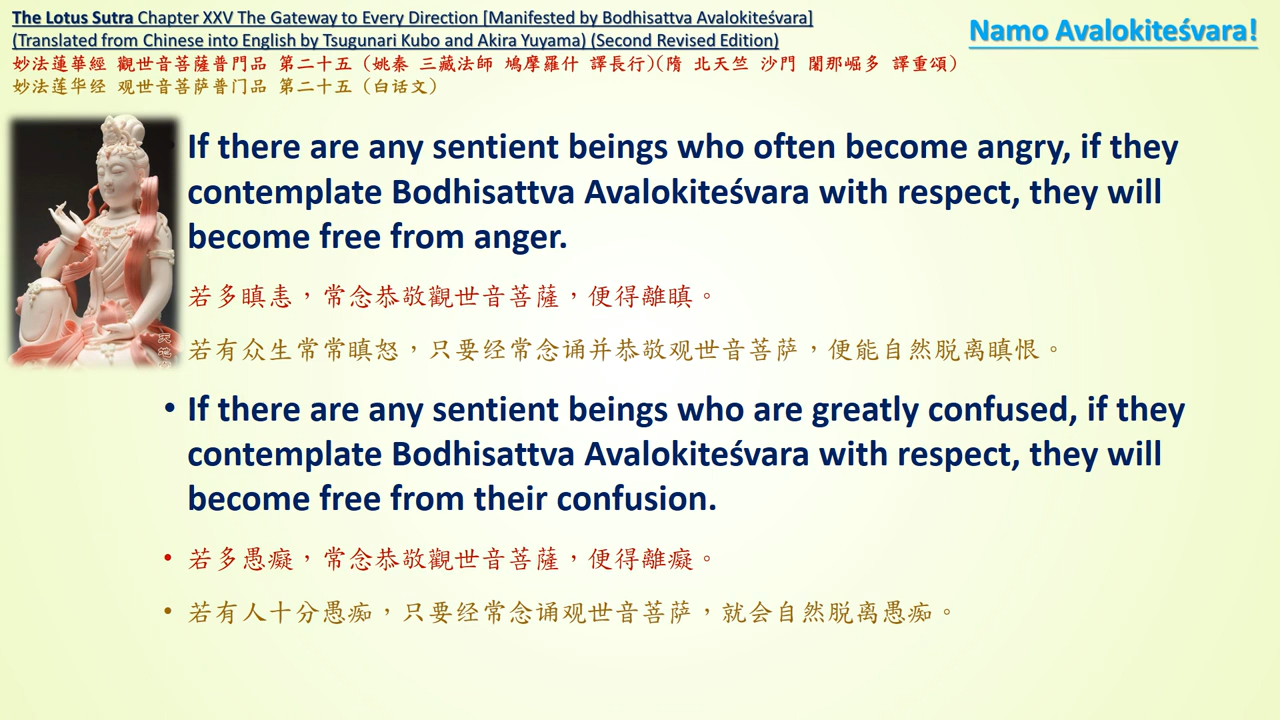 The Lotus Sutra Chapter XXV The Gateway to Every Direction [Manifested by Bodhisattva Avalokiteśvara]
(Translated from Chinese into English by Tsugunari Kubo and Akira Yuyama) (Second Revised Edition)
Namo Avalokiteśvara!
妙法蓮華經 觀世音菩薩普門品 第二十五 (姚秦 三藏法師 鳩摩羅什 譯長行)(隋 北天竺 沙門 闍那崛多 譯重頌)
妙法莲华经 观世音菩萨普门品 第二十五 (白话文)
If there are any sentient beings who often become angry, if they
contemplate Bodhisattva Avalokiteśvara with respect, they will
become free from anger.
若多瞋恚，常念恭敬觀世音菩薩，便得離瞋。
若有众生常常瞋怒，只要经常念诵并恭敬观世音菩萨，便能自然脱离瞋恨。
• If there are any sentient beings who are greatly confused, if they
contemplate Bodhisattva Avalokiteśvara with respect, they will
become free from their confusion.
• 若多愚癡，常念恭敬觀世音菩薩，便得離癡。
• 若有人十分愚痴，只要经常念诵观世音菩萨，就会自然脱离愚痴。